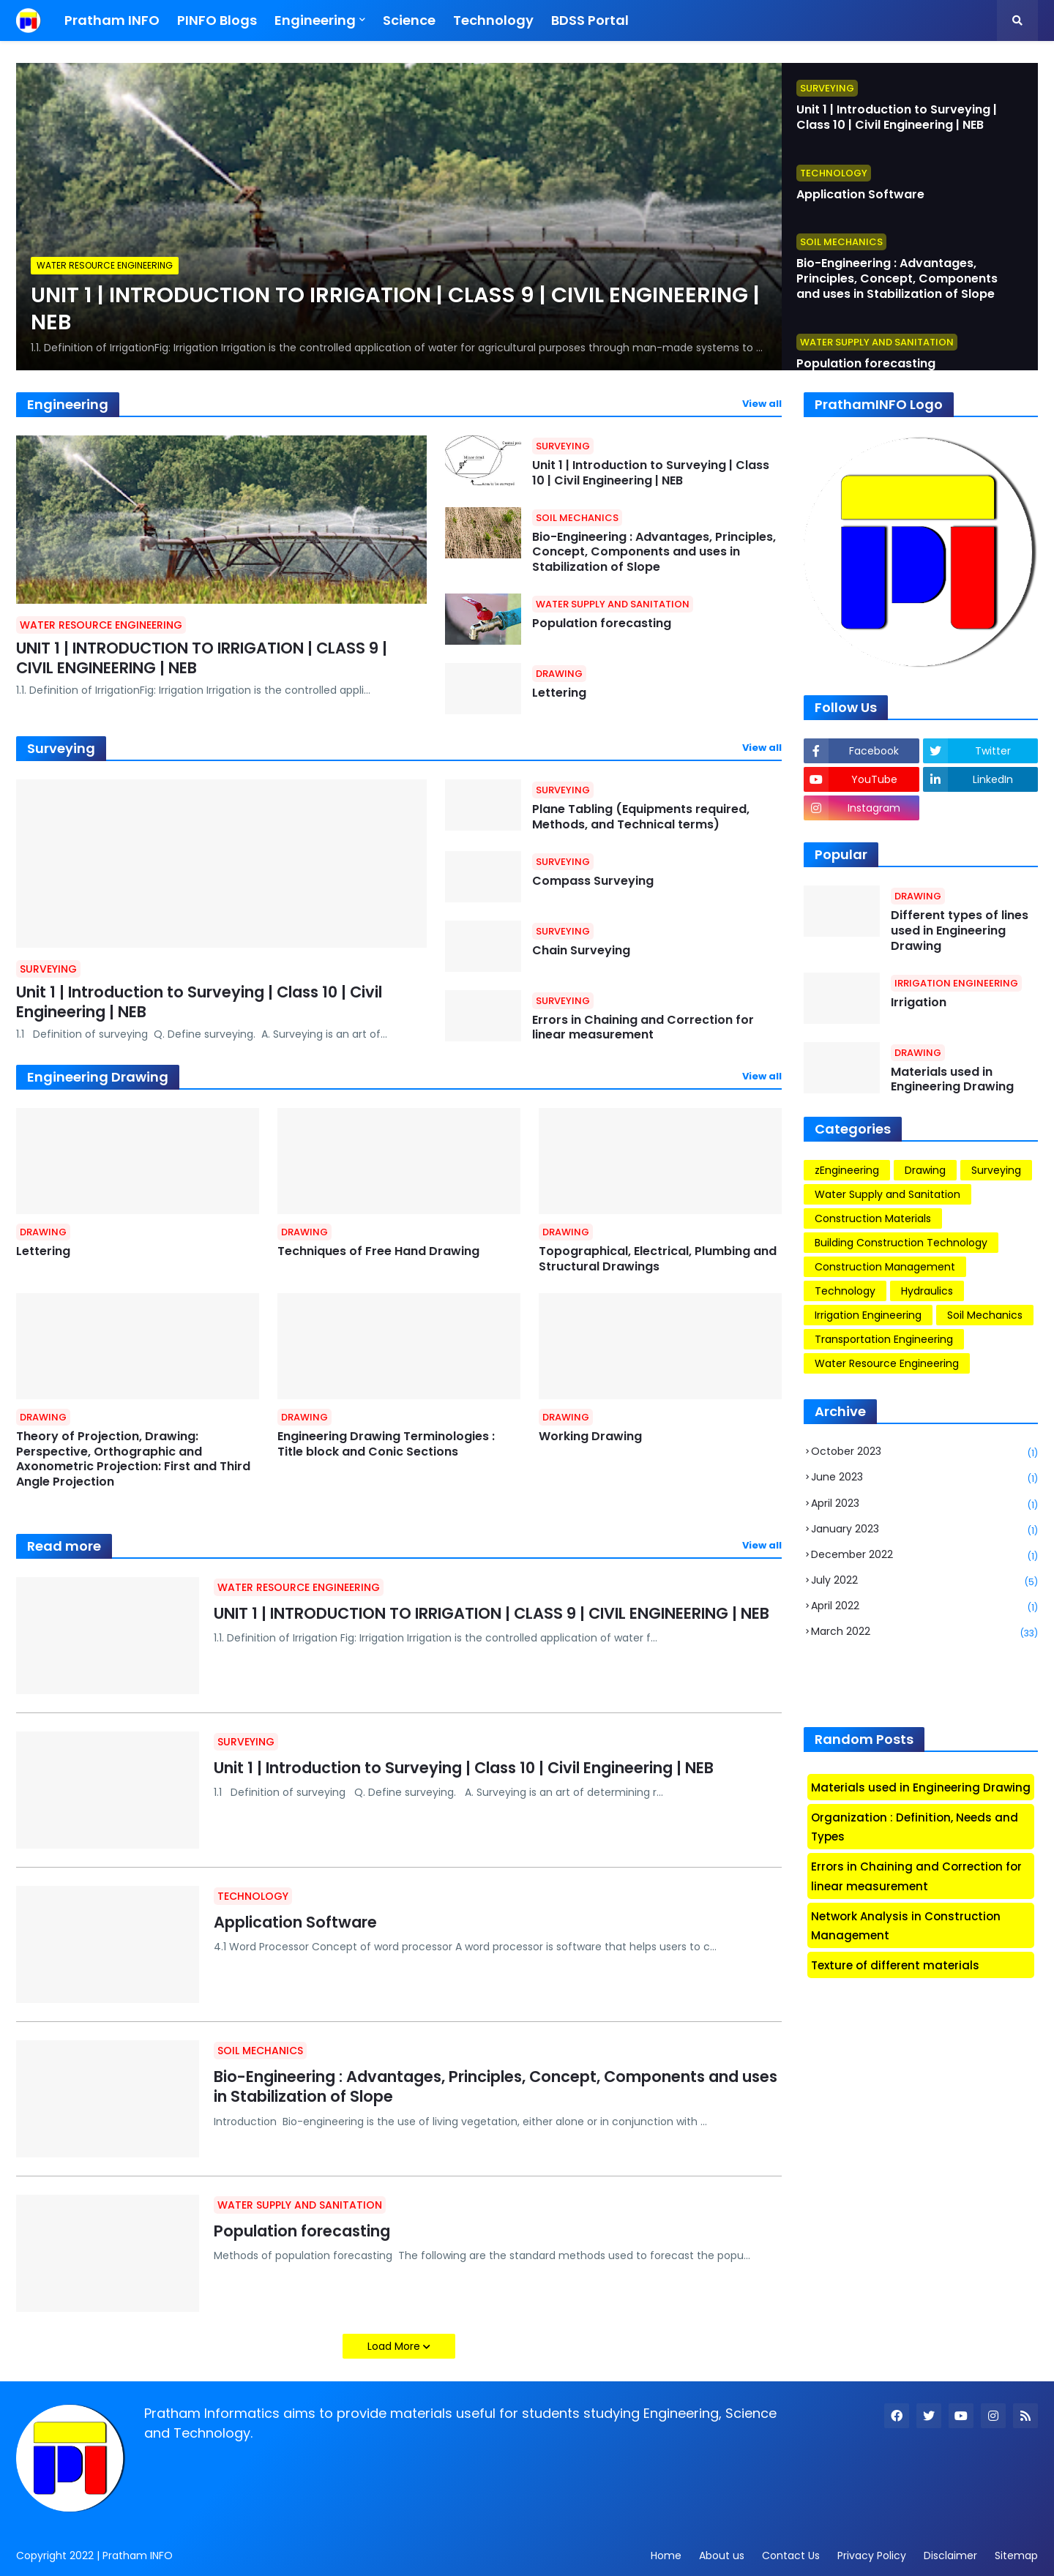 Pratham INFO PINFO Blogs Engineering Science Technology BDSS Portal
WATER RESOURCE ENGINEERING
UNIT 1 | INTRODUCTION TO IRRIGATION | CLASS 9 | CIVIL ENGINEERING |
NEB
1.1. Definition of IrrigationFig: Irrigation Irrigation is the controlled application of water for agricultural purposes through man-made systems to ...
SURVEYING
Unit 1 | Introduction to Surveying |
Class 10 | Civil Engineering | NEB
TECHNOLOGY
Application Software
SOIL MECHANICS
Bio-Engineering : Advantages,
Principles, Concept, Components
and uses in Stabilization of Slope
WATER SUPPLY AND SANITATION
Population forecasting
Engineering
View all
WATER RESOURCE ENGINEERING
UNIT 1 | INTRODUCTION TO IRRIGATION | CLASS 9 |
CIVIL ENGINEERING | NEB
1.1. Definition of IrrigationFig: Irrigation Irrigation is the controlled appli...
SURVEYING
Unit 1 | Introduction to Surveying | Class
10 | Civil Engineering | NEB
SOIL MECHANICS
Bio-Engineering : Advantages, Principles,
Concept, Components and uses in
Stabilization of Slope
WATER SUPPLY AND SANITATION
Population forecasting
DRAWING
Lettering
Surveying
View all
SURVEYING
Unit 1 | Introduction to Surveying | Class 10 | Civil
Engineering | NEB
1.1 Definition of surveying Q. Define surveying. A. Surveying is an art of...
SURVEYING
Plane Tabling (Equipments required,
Methods, and Technical terms)
SURVEYING
Compass Surveying
SURVEYING
Chain Surveying
SURVEYING
Errors in Chaining and Correction for
linear measurement
Engineering Drawing
View all
DRAWING
Lettering
DRAWING
Techniques of Free Hand Drawing
DRAWING
Topographical, Electrical, Plumbing and
Structural Drawings
DRAWING
Theory of Projection, Drawing:
Perspective, Orthographic and
Axonometric Projection: First and Third
Angle Projection
DRAWING
Engineering Drawing Terminologies :
Title block and Conic Sections
DRAWING
Working Drawing
Read more
View all
WATER RESOURCE ENGINEERING
UNIT 1 | INTRODUCTION TO IRRIGATION | CLASS 9 | CIVIL ENGINEERING | NEB
1.1. Definition of Irrigation Fig: Irrigation Irrigation is the controlled application of water f...
SURVEYING
Unit 1 | Introduction to Surveying | Class 10 | Civil Engineering | NEB
1.1 Definition of surveying Q. Define surveying. A. Surveying is an art of determining r...
TECHNOLOGY
Application Software
4.1 Word Processor Concept of word processor A word processor is software that helps users to c...
SOIL MECHANICS
Bio-Engineering : Advantages, Principles, Concept, Components and uses
in Stabilization of Slope
Introduction Bio-engineering is the use of living vegetation, either alone or in conjunction with ...
WATER SUPPLY AND SANITATION
Population forecasting
Methods of population forecasting The following are the standard methods used to forecast the popu...
Load More
PrathamINFO Logo
Follow Us
Facebook
Twitter
YouTube
LinkedIn
Instagram
Popular
DRAWING
Different types of lines
used in Engineering
Drawing
IRRIGATION ENGINEERING
Irrigation
DRAWING
Materials used in
Engineering Drawing
Categories
zEngineering Drawing Surveying
Water Supply and Sanitation
Construction Materials
Building Construction Technology
Construction Management
Technology Hydraulics
Irrigation Engineering Soil Mechanics
Transportation Engineering
Water Resource Engineering
Archive
October 2023 (1)
June 2023 (1)
April 2023 (1)
January 2023 (1)
December 2022 (1)
July 2022 (5)
April 2022 (1)
March 2022 (33)
Random Posts
Materials used in Engineering Drawing
Organization : Definition, Needs and
Types
Errors in Chaining and Correction for
linear measurement
Network Analysis in Construction
Management
Texture of different materials
Pratham Informatics aims to provide materials useful for students studying Engineering, Science
and Technology.
Copyright 2022 | Pratham INFO
Home About us Contact Us Privacy Policy Disclaimer Sitemap